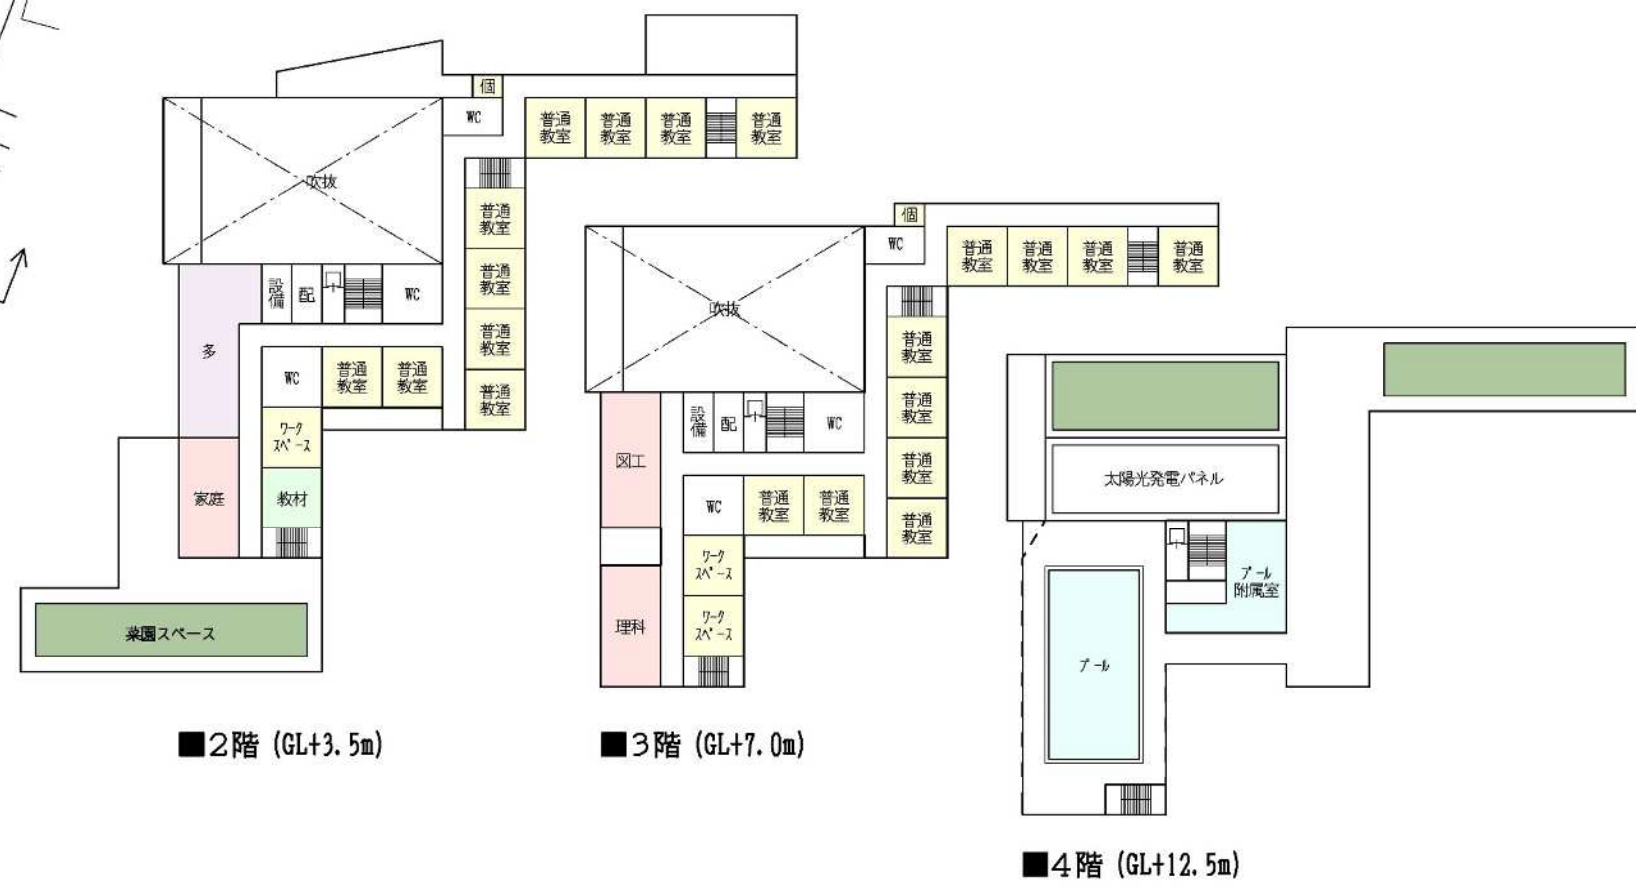 個
WC
普通
教室
普通
教室
普通
教室
普通
教室
吹抜
普通
教室
普通
教室
普通
教室
普通
教室
設
備
配
WC
多
WC
普通
教室
普通
教室
ワーク
スペース
家庭
教材
菜園スペース
■2階 (GL+3.5m)
個
WC
普通
教室
普通
教室
普通
教室
普通
教室
吹抜
普通
教室
普通
教室
普通
教室
普通
教室
設
備
配
WC
図工
WC
普通
教室
普通
教室
ワーク
スペース
理科
ワーク
スペース
■3階 (GL+7.0m)
太陽光発電パネル
プール
附属室
プール
■4階 (GL+12.5m)